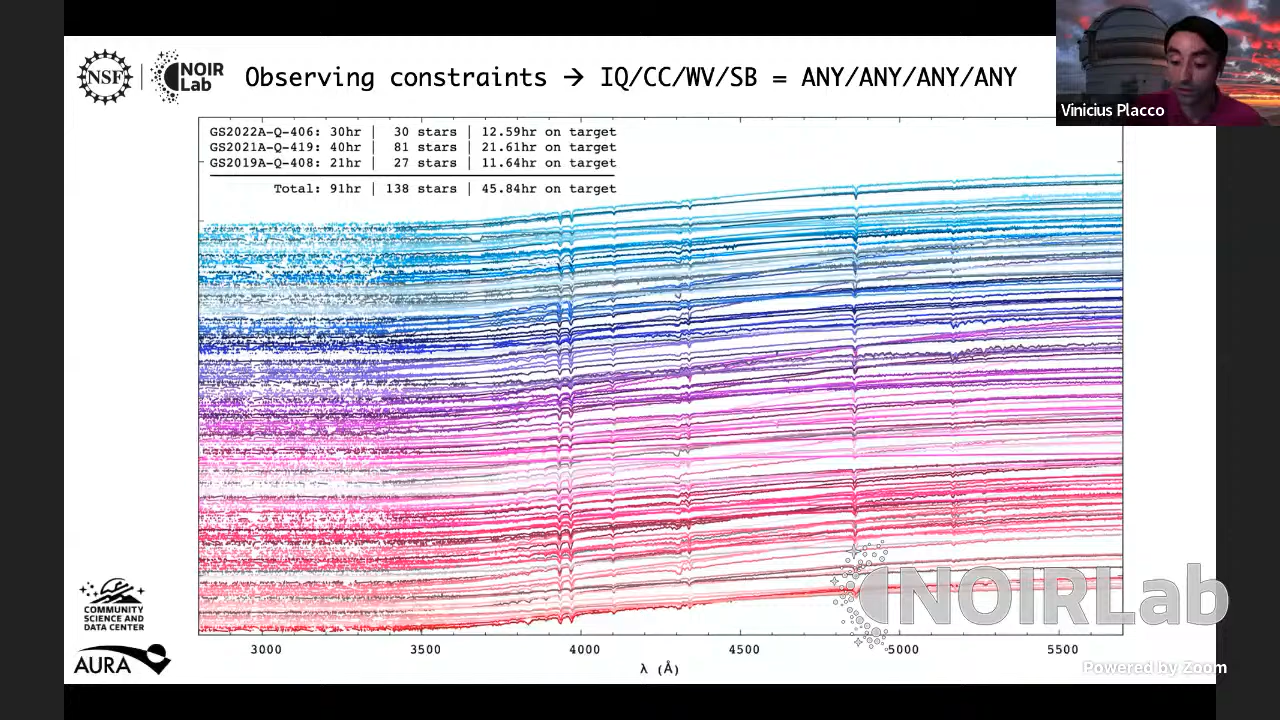 NSF
NOIR
Lab
Observing constraints → IQ/CC/WV/SB = ANY/ANY/ANY/ANY
Vinicius Placco
GS2022A-Q-406: 30hr | 30 stars | 12.59hr on target
GS2021A-Q-419: 40hr | 81 stars | 21.61hr on target
GS2019A-Q-408: 21hr | 27 stars | 11.64hr on target
Total: 91hr | 138 stars | 45.84hr on target
COMMUNITY
SCIENCE AND
DATA CENTER
AURA
NOIRLab
3000 3500 4000 4500 5000 5500
λ (Å)
Powered by Zoom